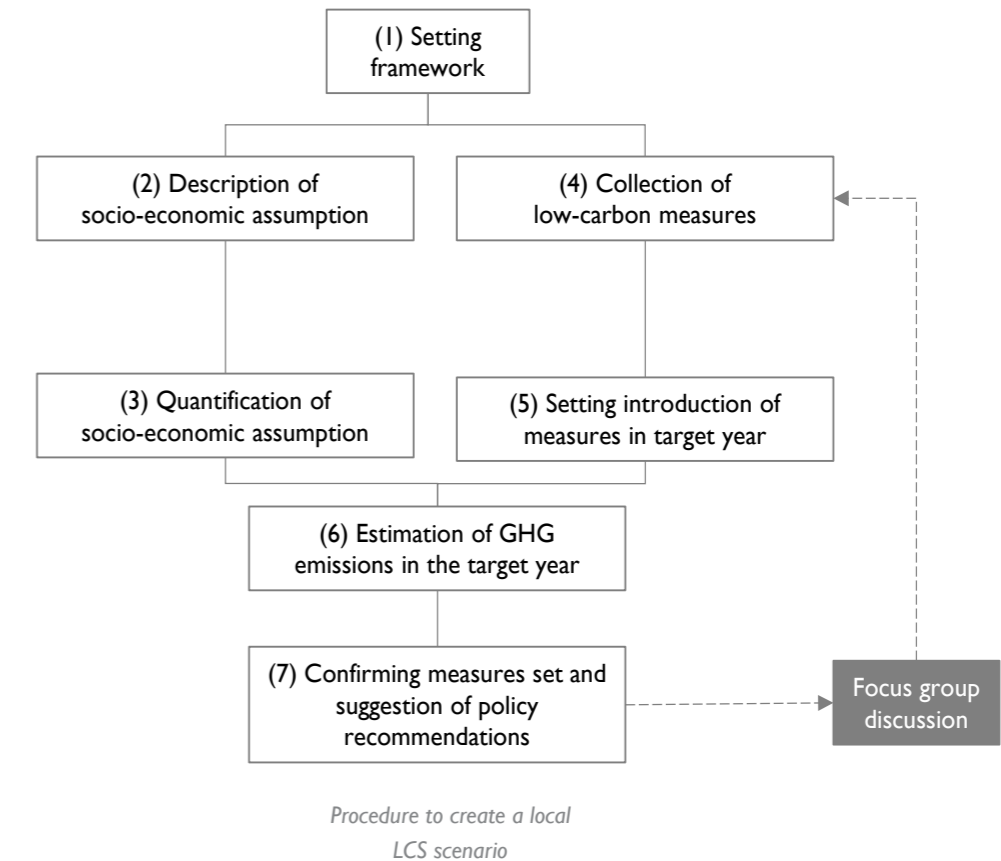 (1) Setting
framework
(2) Description of
socio-economic assumption
(4) Collection of
low-carbon measures
(3) Quantification of
socio-economic assumption
(5) Setting introduction of
measures in target year
(6) Estimation of GHG
emissions in the target year
(7) Confirming measures set and
suggestion of policy
recommendations
Focus group
discussion
Procedure to create a local
LCS scenario